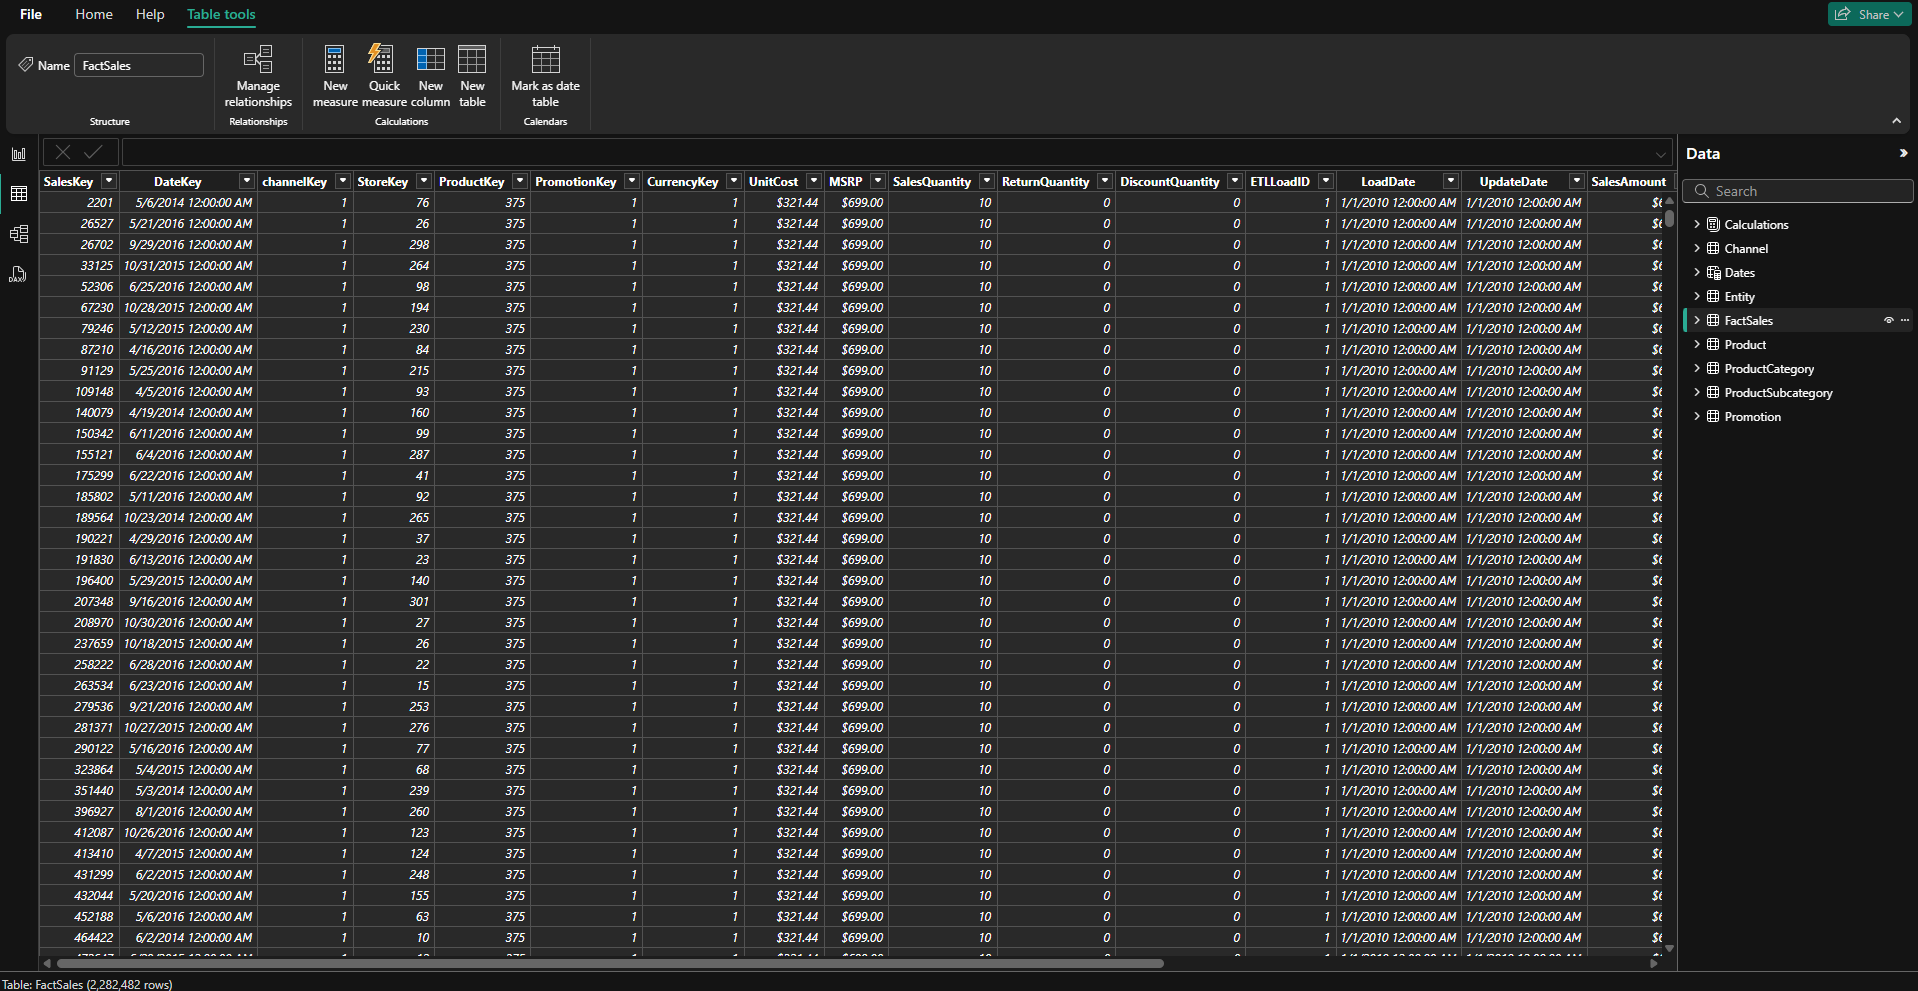 File Home Help Table tools Share
Name FactSales
Manage relationships
New measure
Quick measure
New column
New table
Mark as date table
Structure Relationships Calculations Calendars
Data
Search
Calculations
Channel
Dates
Entity
FactSales
Product
ProductCategory
ProductSubcategory
Promotion
SalesKey DateKey channelKey StoreKey ProductKey PromotionKey CurrencyKey UnitCost MSRP SalesQuantity ReturnQuantity DiscountQuantity ETLLoadID LoadDate UpdateDate SalesAmount
2201 5/6/2014 12:00:00 AM 1 76 375 1 1 $321.44 $699.00 10 0 0 1 1/1/2010 12:00:00 AM 1/1/2010 12:00:00 AM
26527 5/21/2016 12:00:00 AM 1 26 375 1 1 $321.44 $699.00 10 0 0 1 1/1/2010 12:00:00 AM 1/1/2010 12:00:00 AM
26702 9/29/2016 12:00:00 AM 1 298 375 1 1 $321.44 $699.00 10 0 0 1 1/1/2010 12:00:00 AM 1/1/2010 12:00:00 AM
33125 10/31/2015 12:00:00 AM 1 264 375 1 1 $321.44 $699.00 10 0 0 1 1/1/2010 12:00:00 AM 1/1/2010 12:00:00 AM
52306 6/25/2016 12:00:00 AM 1 98 375 1 1 $321.44 $699.00 10 0 0 1 1/1/2010 12:00:00 AM 1/1/2010 12:00:00 AM
67230 10/28/2015 12:00:00 AM 1 194 375 1 1 $321.44 $699.00 10 0 0 1 1/1/2010 12:00:00 AM 1/1/2010 12:00:00 AM
79246 5/12/2015 12:00:00 AM 1 230 375 1 1 $321.44 $699.00 10 0 0 1 1/1/2010 12:00:00 AM 1/1/2010 12:00:00 AM
87210 4/16/2016 12:00:00 AM 1 84 375 1 1 $321.44 $699.00 10 0 0 1 1/1/2010 12:00:00 AM 1/1/2010 12:00:00 AM
91129 5/25/2016 12:00:00 AM 1 215 375 1 1 $321.44 $699.00 10 0 0 1 1/1/2010 12:00:00 AM 1/1/2010 12:00:00 AM
109148 4/5/2016 12:00:00 AM 1 93 375 1 1 $321.44 $699.00 10 0 0 1 1/1/2010 12:00:00 AM 1/1/2010 12:00:00 AM
140079 4/19/2014 12:00:00 AM 1 160 375 1 1 $321.44 $699.00 10 0 0 1 1/1/2010 12:00:00 AM 1/1/2010 12:00:00 AM
150342 6/11/2016 12:00:00 AM 1 99 375 1 1 $321.44 $699.00 10 0 0 1 1/1/2010 12:00:00 AM 1/1/2010 12:00:00 AM
155121 6/4/2016 12:00:00 AM 1 287 375 1 1 $321.44 $699.00 10 0 0 1 1/1/2010 12:00:00 AM 1/1/2010 12:00:00 AM
175299 6/22/2016 12:00:00 AM 1 41 375 1 1 $321.44 $699.00 10 0 0 1 1/1/2010 12:00:00 AM 1/1/2010 12:00:00 AM
185802 5/11/2016 12:00:00 AM 1 92 375 1 1 $321.44 $699.00 10 0 0 1 1/1/2010 12:00:00 AM 1/1/2010 12:00:00 AM
189564 10/23/2014 12:00:00 AM 1 265 375 1 1 $321.44 $699.00 10 0 0 1 1/1/2010 12:00:00 AM 1/1/2010 12:00:00 AM
190221 4/29/2016 12:00:00 AM 1 37 375 1 1 $321.44 $699.00 10 0 0 1 1/1/2010 12:00:00 AM 1/1/2010 12:00:00 AM
191830 6/13/2016 12:00:00 AM 1 23 375 1 1 $321.44 $699.00 10 0 0 1 1/1/2010 12:00:00 AM 1/1/2010 12:00:00 AM
196400 5/29/2015 12:00:00 AM 1 140 375 1 1 $321.44 $699.00 10 0 0 1 1/1/2010 12:00:00 AM 1/1/2010 12:00:00 AM
207348 9/16/2016 12:00:00 AM 1 301 375 1 1 $321.44 $699.00 10 0 0 1 1/1/2010 12:00:00 AM 1/1/2010 12:00:00 AM
208970 10/30/2016 12:00:00 AM 1 27 375 1 1 $321.44 $699.00 10 0 0 1 1/1/2010 12:00:00 AM 1/1/2010 12:00:00 AM
237659 10/18/2015 12:00:00 AM 1 26 375 1 1 $321.44 $699.00 10 0 0 1 1/1/2010 12:00:00 AM 1/1/2010 12:00:00 AM
258222 6/28/2016 12:00:00 AM 1 22 375 1 1 $321.44 $699.00 10 0 0 1 1/1/2010 12:00:00 AM 1/1/2010 12:00:00 AM
263534 6/23/2016 12:00:00 AM 1 15 375 1 1 $321.44 $699.00 10 0 0 1 1/1/2010 12:00:00 AM 1/1/2010 12:00:00 AM
279536 9/21/2016 12:00:00 AM 1 253 375 1 1 $321.44 $699.00 10 0 0 1 1/1/2010 12:00:00 AM 1/1/2010 12:00:00 AM
281371 10/27/2015 12:00:00 AM 1 276 375 1 1 $321.44 $699.00 10 0 0 1 1/1/2010 12:00:00 AM 1/1/2010 12:00:00 AM
290122 5/16/2016 12:00:00 AM 1 77 375 1 1 $321.44 $699.00 10 0 0 1 1/1/2010 12:00:00 AM 1/1/2010 12:00:00 AM
323864 5/4/2015 12:00:00 AM 1 68 375 1 1 $321.44 $699.00 10 0 0 1 1/1/2010 12:00:00 AM 1/1/2010 12:00:00 AM
351440 5/3/2014 12:00:00 AM 1 239 375 1 1 $321.44 $699.00 10 0 0 1 1/1/2010 12:00:00 AM 1/1/2010 12:00:00 AM
396927 8/1/2016 12:00:00 AM 1 260 375 1 1 $321.44 $699.00 10 0 0 1 1/1/2010 12:00:00 AM 1/1/2010 12:00:00 AM
412087 10/26/2016 12:00:00 AM 1 123 375 1 1 $321.44 $699.00 10 0 0 1 1/1/2010 12:00:00 AM 1/1/2010 12:00:00 AM
413410 4/7/2015 12:00:00 AM 1 124 375 1 1 $321.44 $699.00 10 0 0 1 1/1/2010 12:00:00 AM 1/1/2010 12:00:00 AM
431299 6/2/2015 12:00:00 AM 1 248 375 1 1 $321.44 $699.00 10 0 0 1 1/1/2010 12:00:00 AM 1/1/2010 12:00:00 AM
432044 5/20/2016 12:00:00 AM 1 155 375 1 1 $321.44 $699.00 10 0 0 1 1/1/2010 12:00:00 AM 1/1/2010 12:00:00 AM
452188 5/6/2014 12:00:00 AM 1 63 375 1 1 $321.44 $699.00 10 0 0 1 1/1/2010 12:00:00 AM 1/1/2010 12:00:00 AM
464422 6/2/2014 12:00:00 AM 1 10 375 1 1 $321.44 $699.00 10 0 0 1 1/1/2010 12:00:00 AM 1/1/2010 12:00:00 AM
Table: FactSales (2,282,482 rows)